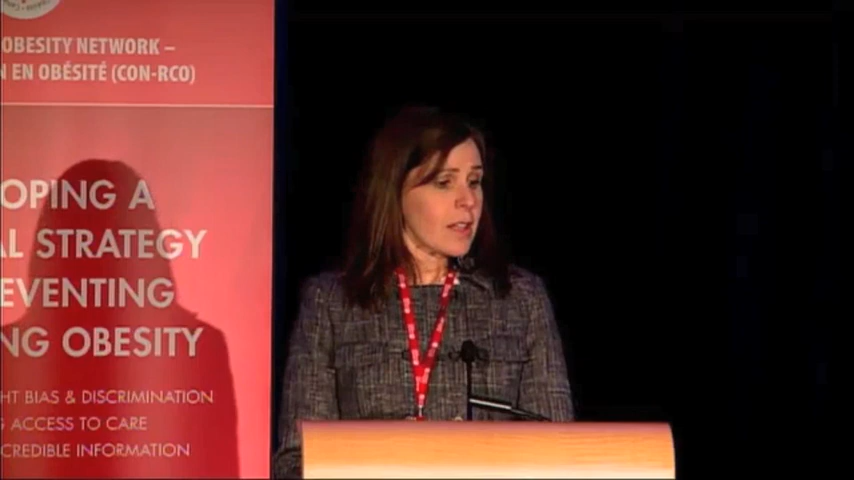 OBESITY NETWORK –
N EN OBÉSITÉ (CON-RCO)
OPING A
AL STRATEGY
EVENTING
NG OBESITY
HT BIAS & DISCRIMINATION
G ACCESS TO CARE
CREDIBLE INFORMATION